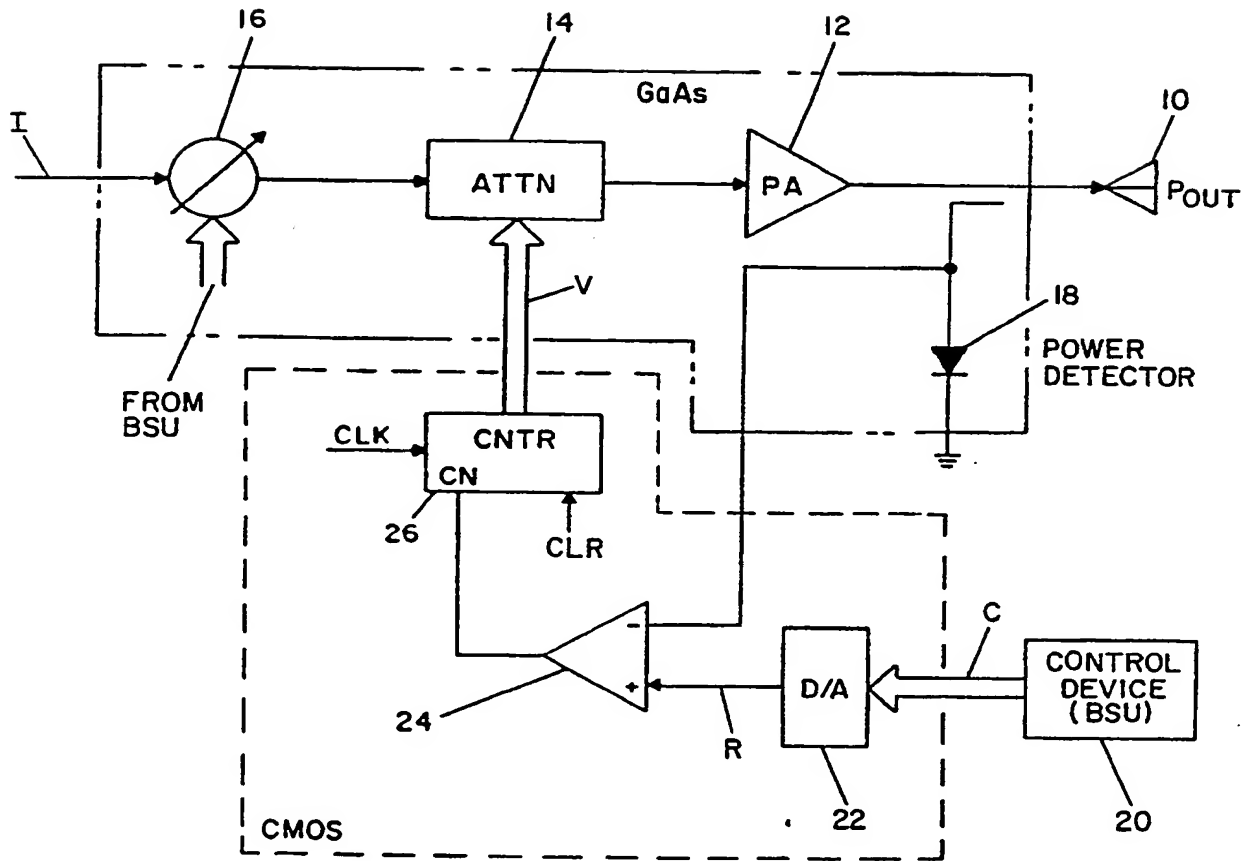 16
14
12
GaAs
10
I
ATTN
PA
POUT
V
18
FROM
BSU
POWER
DETECTOR
CLK
CNTR
CN
26
CLR
C
-
24
+
R
D/A
CONTROL
DEVICE
(BSU)
22
20
CMOS